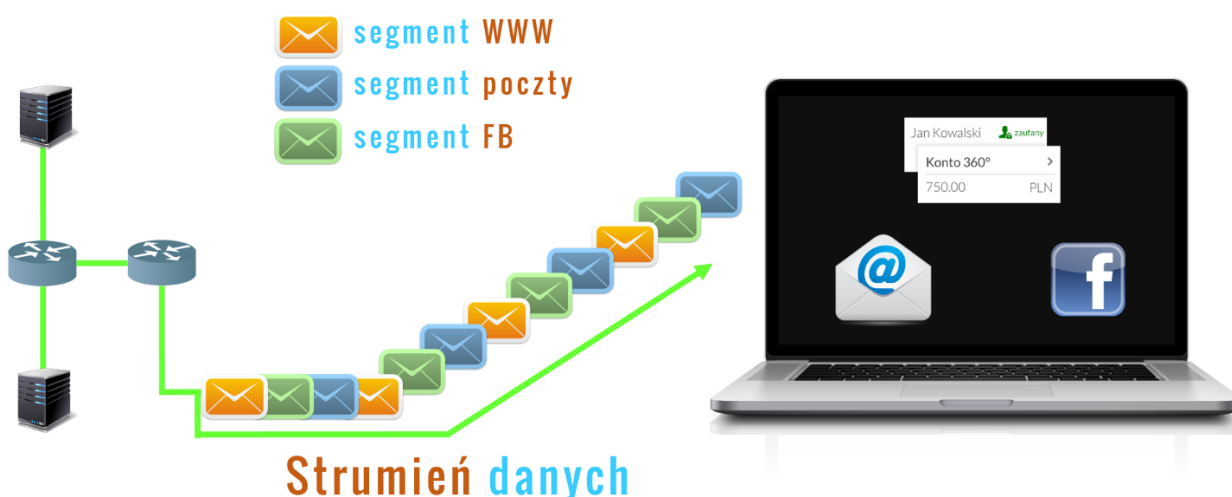 segment WWW
segment poczty
segment FB
Jan Kowalski zaufany
Konto 360° >
750.00 PLN
@
f
Strumień danych